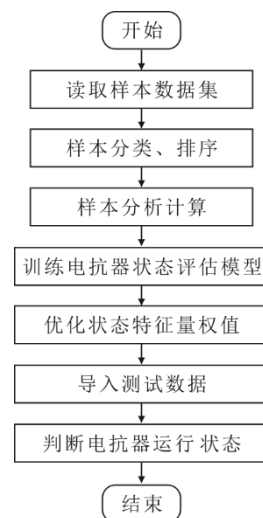 开始
读取样本数据集
样本分类、排序
样本分析计算
训练电抗器状态评估模型
优化状态特征量权值
导入测试数据
判断电抗器运行状态
结束